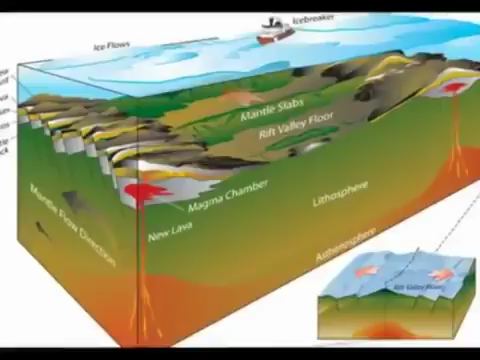 Icebreaker
Ice Flows
Mantle Slabs
Rift Valley Floor
Magma Chamber
Lithosphere
New Lava
Mantle Flow Direction
Asthenosphere
Rift Valley Floor